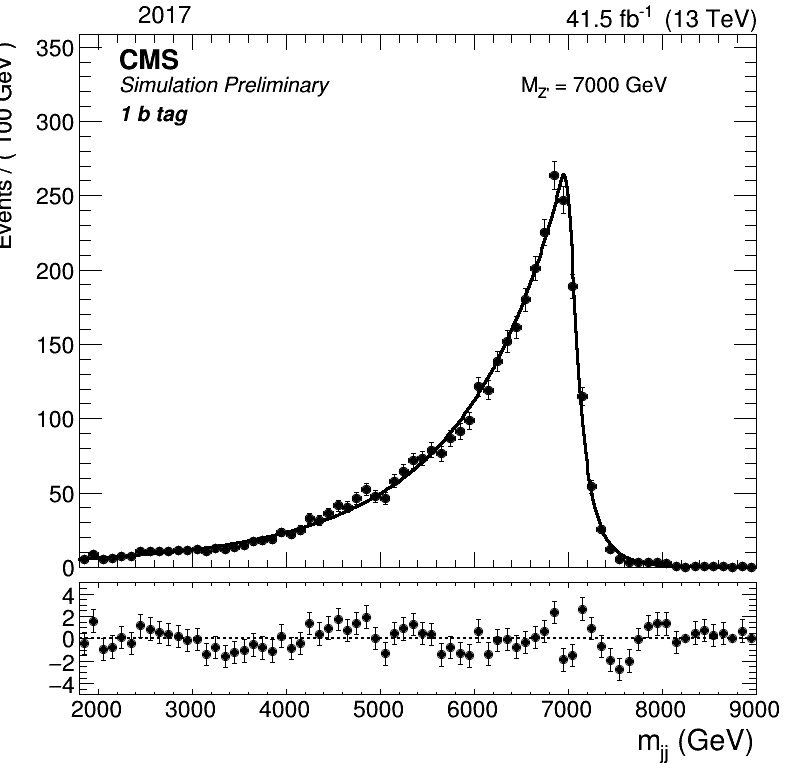 2017 41.5 fb⁻¹ (13 TeV)
CMS
Simulation Preliminary
1 b tag
M_Z' = 7000 GeV
Events / ( 100 GeV )
350
300
250
200
150
100
50
0
4
2
0
−2
−4
2000 3000 4000 5000 6000 7000 8000 9000
m_jj (GeV)